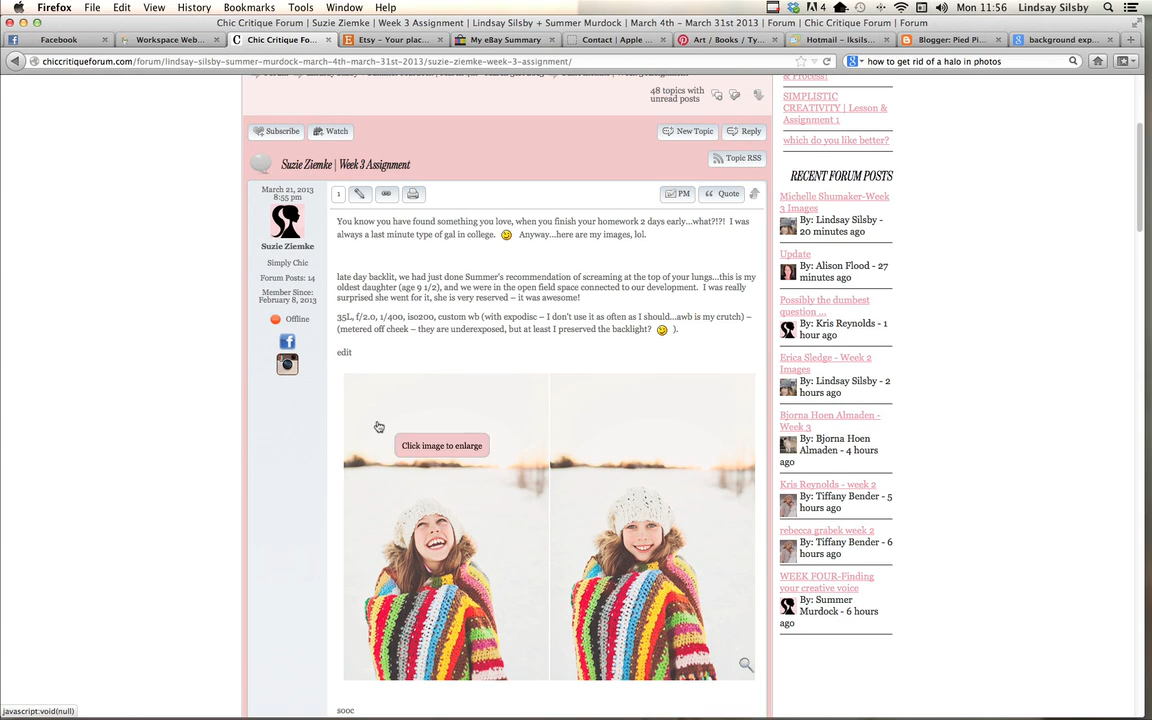 Firefox File Edit View History Bookmarks Tools Window Help 4 Mon 11:56 Lindsay Silsby
Chic Critique Forum | Suzie Ziemke | Week 3 Assignment | Lindsay Silsby + Summer Murdock | March 4th – March 31st 2013 | Forum | Chic Critique Forum – Forum
Facebook Workspace Web... Chic Critique Fo... Etsy – Your plac... My eBay Summary Contact | Apple ... Art / Books / Ty... Hotmail – lksilsb... Blogger: Pied Pi... background exp...
chiccritiqueforum.com/forum/lindsay-silsby-summer-murdock-march-4th-march-31st-2013/suzie-ziemke-week-3-assignment/ how to get rid of a halo in photos
48 topics with
unread posts
Subscribe Watch New Topic Reply
Topic RSS
Suzie Ziemke | Week 3 Assignment
March 21, 2013
8:55 pm
Suzie Ziemke
Simply Chic
Forum Posts: 14
Member Since:
February 8, 2013
Offline
1 PM Quote
You know you have found something you love, when you finish your homework 2 days early...what?!?! I was
always a last minute type of gal in college. Anyway...here are my images, lol.
late day backlit, we had just done Summer's recommendation of screaming at the top of your lungs...this is my
oldest daughter (age 9 1/2), and we were in the open field space connected to our development. I was really
surprised she went for it, she is very reserved – it was awesome!
35L, f/2.0, 1/400, iso200, custom wb (with expodisc – I don't use it as often as I should...awb is my crutch) –
(metered off cheek – they are underexposed, but at least I preserved the backlight? ).
edit
Click image to enlarge
sooc
& Process!
SIMPLISTIC
CREATIVITY | Lesson &
Assignment 1
which do you like better?
RECENT FORUM POSTS
Michelle Shumaker-Week
3 Images
By: Lindsay Silsby -
20 minutes ago
Update
By: Alison Flood - 27
minutes ago
Possibly the dumbest
question ...
By: Kris Reynolds - 1
hour ago
Erica Sledge - Week 2
Images
By: Lindsay Silsby - 2
hours ago
Bjorna Hoen Almaden -
Week 3
By: Bjorna Hoen
Almaden - 4 hours
ago
Kris Reynolds - week 2
By: Tiffany Bender - 5
hours ago
rebecca grabek week 2
By: Tiffany Bender - 6
hours ago
WEEK FOUR-Finding
your creative voice
By: Summer
Murdock - 6 hours
ago
javascript:void(null)